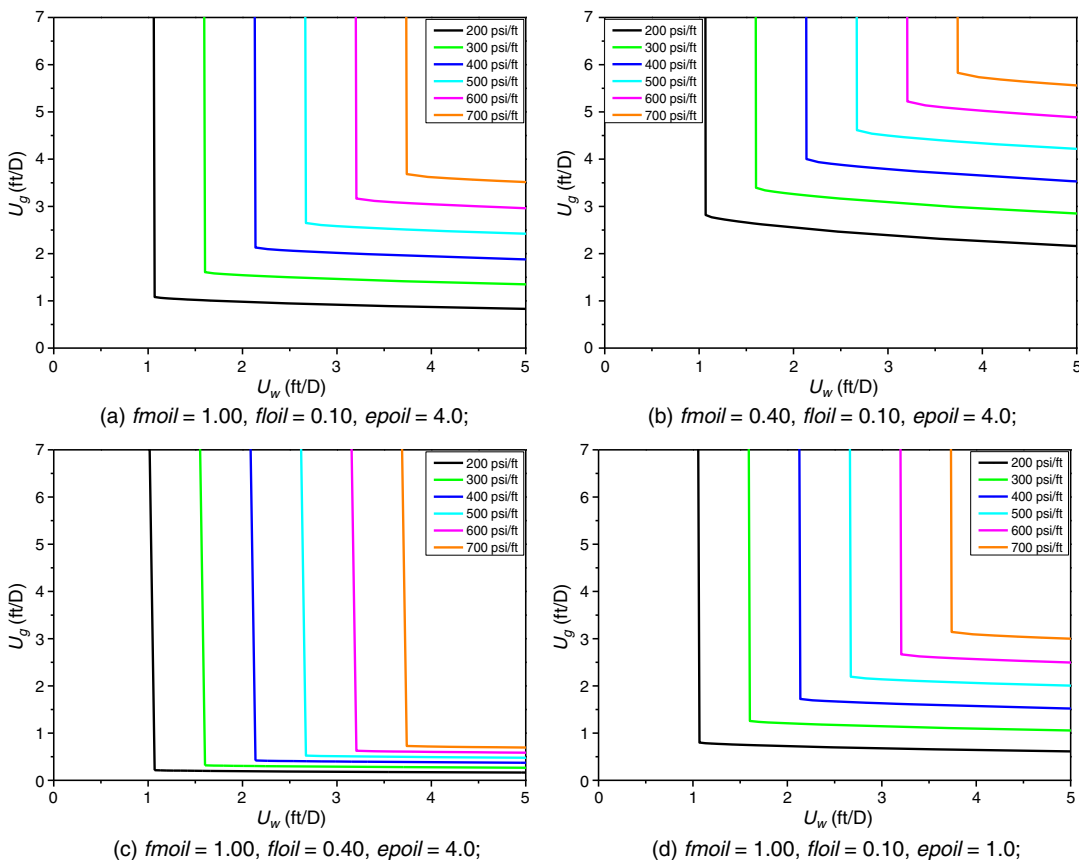 7
6
5
4
3
2
1
0
U_g (ft/D)
200 psi/ft
300 psi/ft
400 psi/ft
500 psi/ft
600 psi/ft
700 psi/ft
0 1 2 3 4 5
U_w (ft/D)
(a) fmoil = 1.00, floil = 0.10, epoil = 4.0;
7
6
5
4
3
2
1
0
U_g (ft/D)
200 psi/ft
300 psi/ft
400 psi/ft
500 psi/ft
600 psi/ft
700 psi/ft
0 1 2 3 4 5
U_w (ft/D)
(b) fmoil = 0.40, floil = 0.10, epoil = 4.0;
7
6
5
4
3
2
1
0
U_g (ft/D)
200 psi/ft
300 psi/ft
400 psi/ft
500 psi/ft
600 psi/ft
700 psi/ft
0 1 2 3 4 5
U_w (ft/D)
(c) fmoil = 1.00, floil = 0.40, epoil = 4.0;
7
6
5
4
3
2
1
0
U_g (ft/D)
200 psi/ft
300 psi/ft
400 psi/ft
500 psi/ft
600 psi/ft
700 psi/ft
0 1 2 3 4 5
U_w (ft/D)
(d) fmoil = 1.00, floil = 0.10, epoil = 1.0;